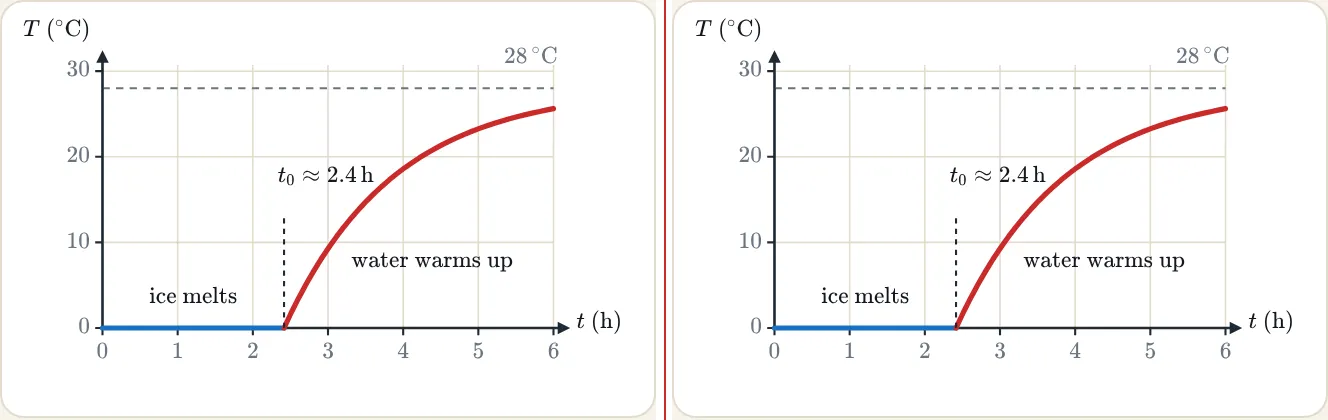 T (°C)
28 °C
30
20
t₀ ≈ 2.4 h
10
water warms up
ice melts
0
t (h)
0 1 2 3 4 5 6
T (°C)
28 °C
30
20
t₀ ≈ 2.4 h
10
water warms up
ice melts
0
t (h)
0 1 2 3 4 5 6